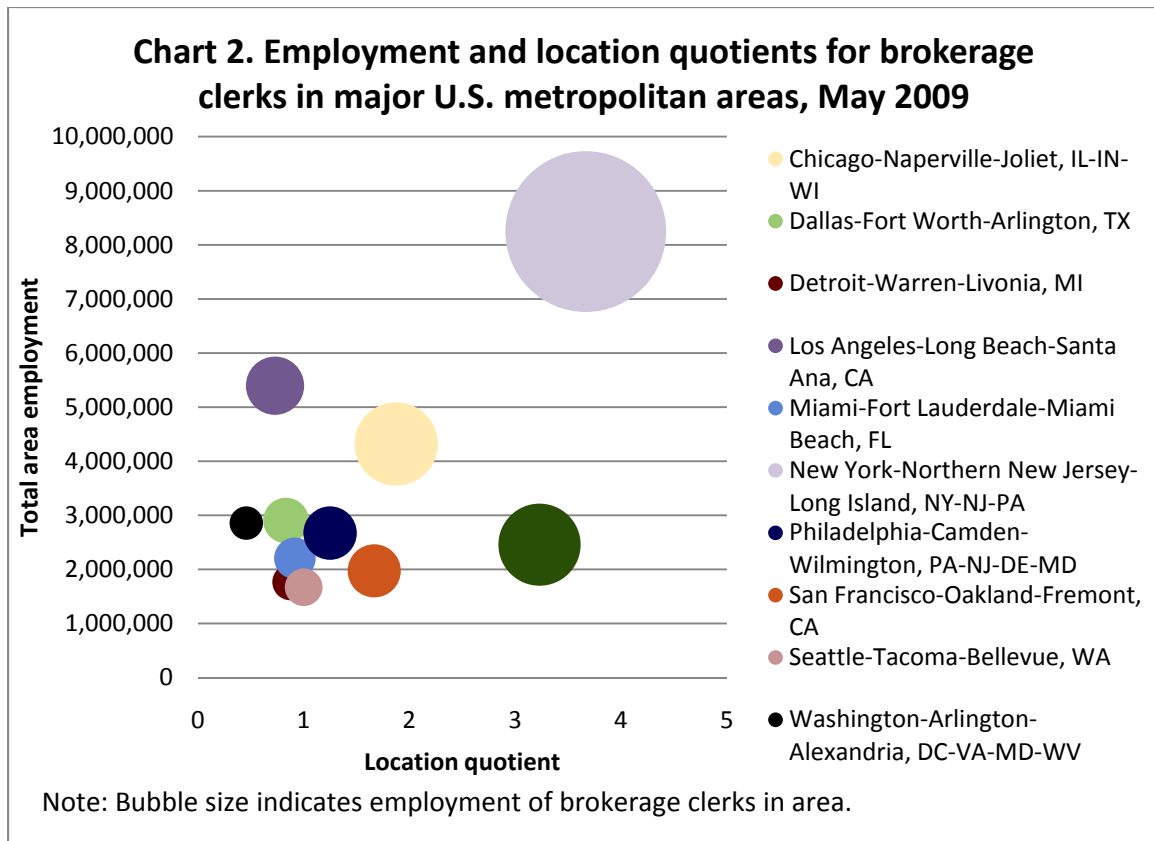 Chart 2. Employment and location quotients for brokerage
clerks in major U.S. metropolitan areas, May 2009
10,000,000
9,000,000
8,000,000
7,000,000
6,000,000
5,000,000
4,000,000
3,000,000
2,000,000
1,000,000
0
Total area employment
0 1 2 3 4 5
Location quotient
Chicago-Naperville-Joliet, IL-IN-
WI
Dallas-Fort Worth-Arlington, TX
Detroit-Warren-Livonia, MI
Los Angeles-Long Beach-Santa
Ana, CA
Miami-Fort Lauderdale-Miami
Beach, FL
New York-Northern New Jersey-
Long Island, NY-NJ-PA
Philadelphia-Camden-
Wilmington, PA-NJ-DE-MD
San Francisco-Oakland-Fremont,
CA
Seattle-Tacoma-Bellevue, WA
Washington-Arlington-
Alexandria, DC-VA-MD-WV
Note: Bubble size indicates employment of brokerage clerks in area.